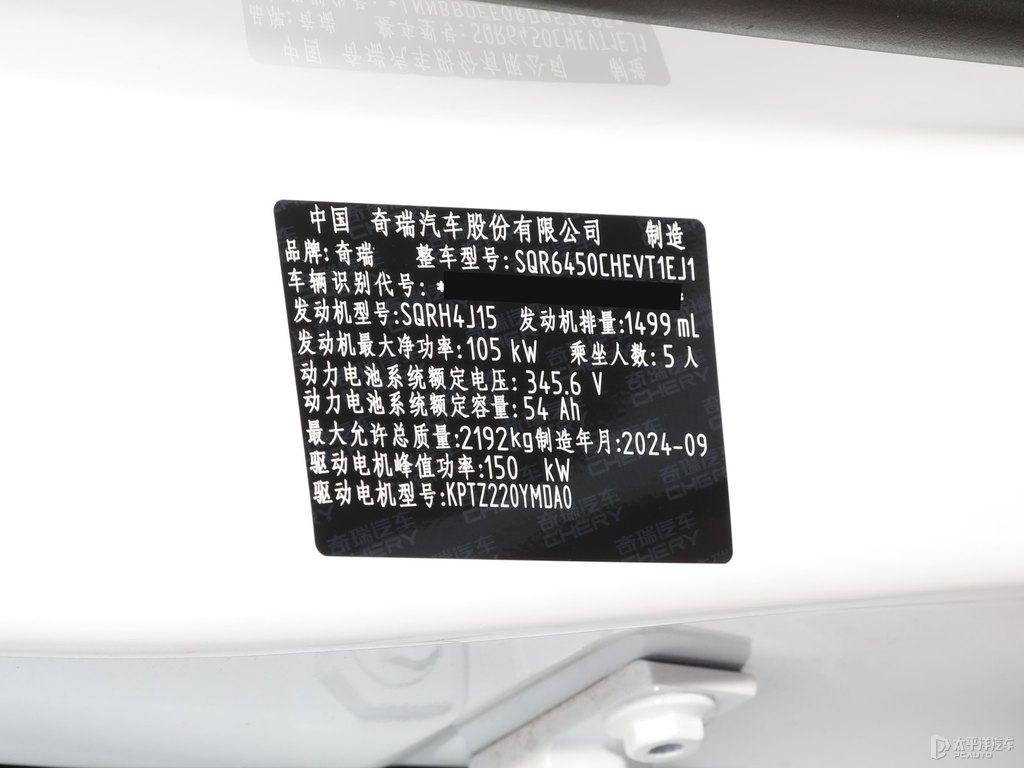 中国 奇瑞汽车股份有限公司 制造
品牌:奇瑞 整车型号:SQR6450CHEVT1EJ1
车辆识别代号: *
发动机型号:SQRH4J15 发动机排量:1499 mL
发动机最大净功率:105 kW 乘坐人数:5 人
动力电池系统额定电压: 345.6 V
动力电池系统额定容量:54 Ah
最大允许总质量:2192kg制造年月:2024-09
驱动电机峰值功率:150 kW
驱动电机型号:KPTZ220YMDA0
奇瑞汽车 CHERY
太平洋汽车
PCAUTO